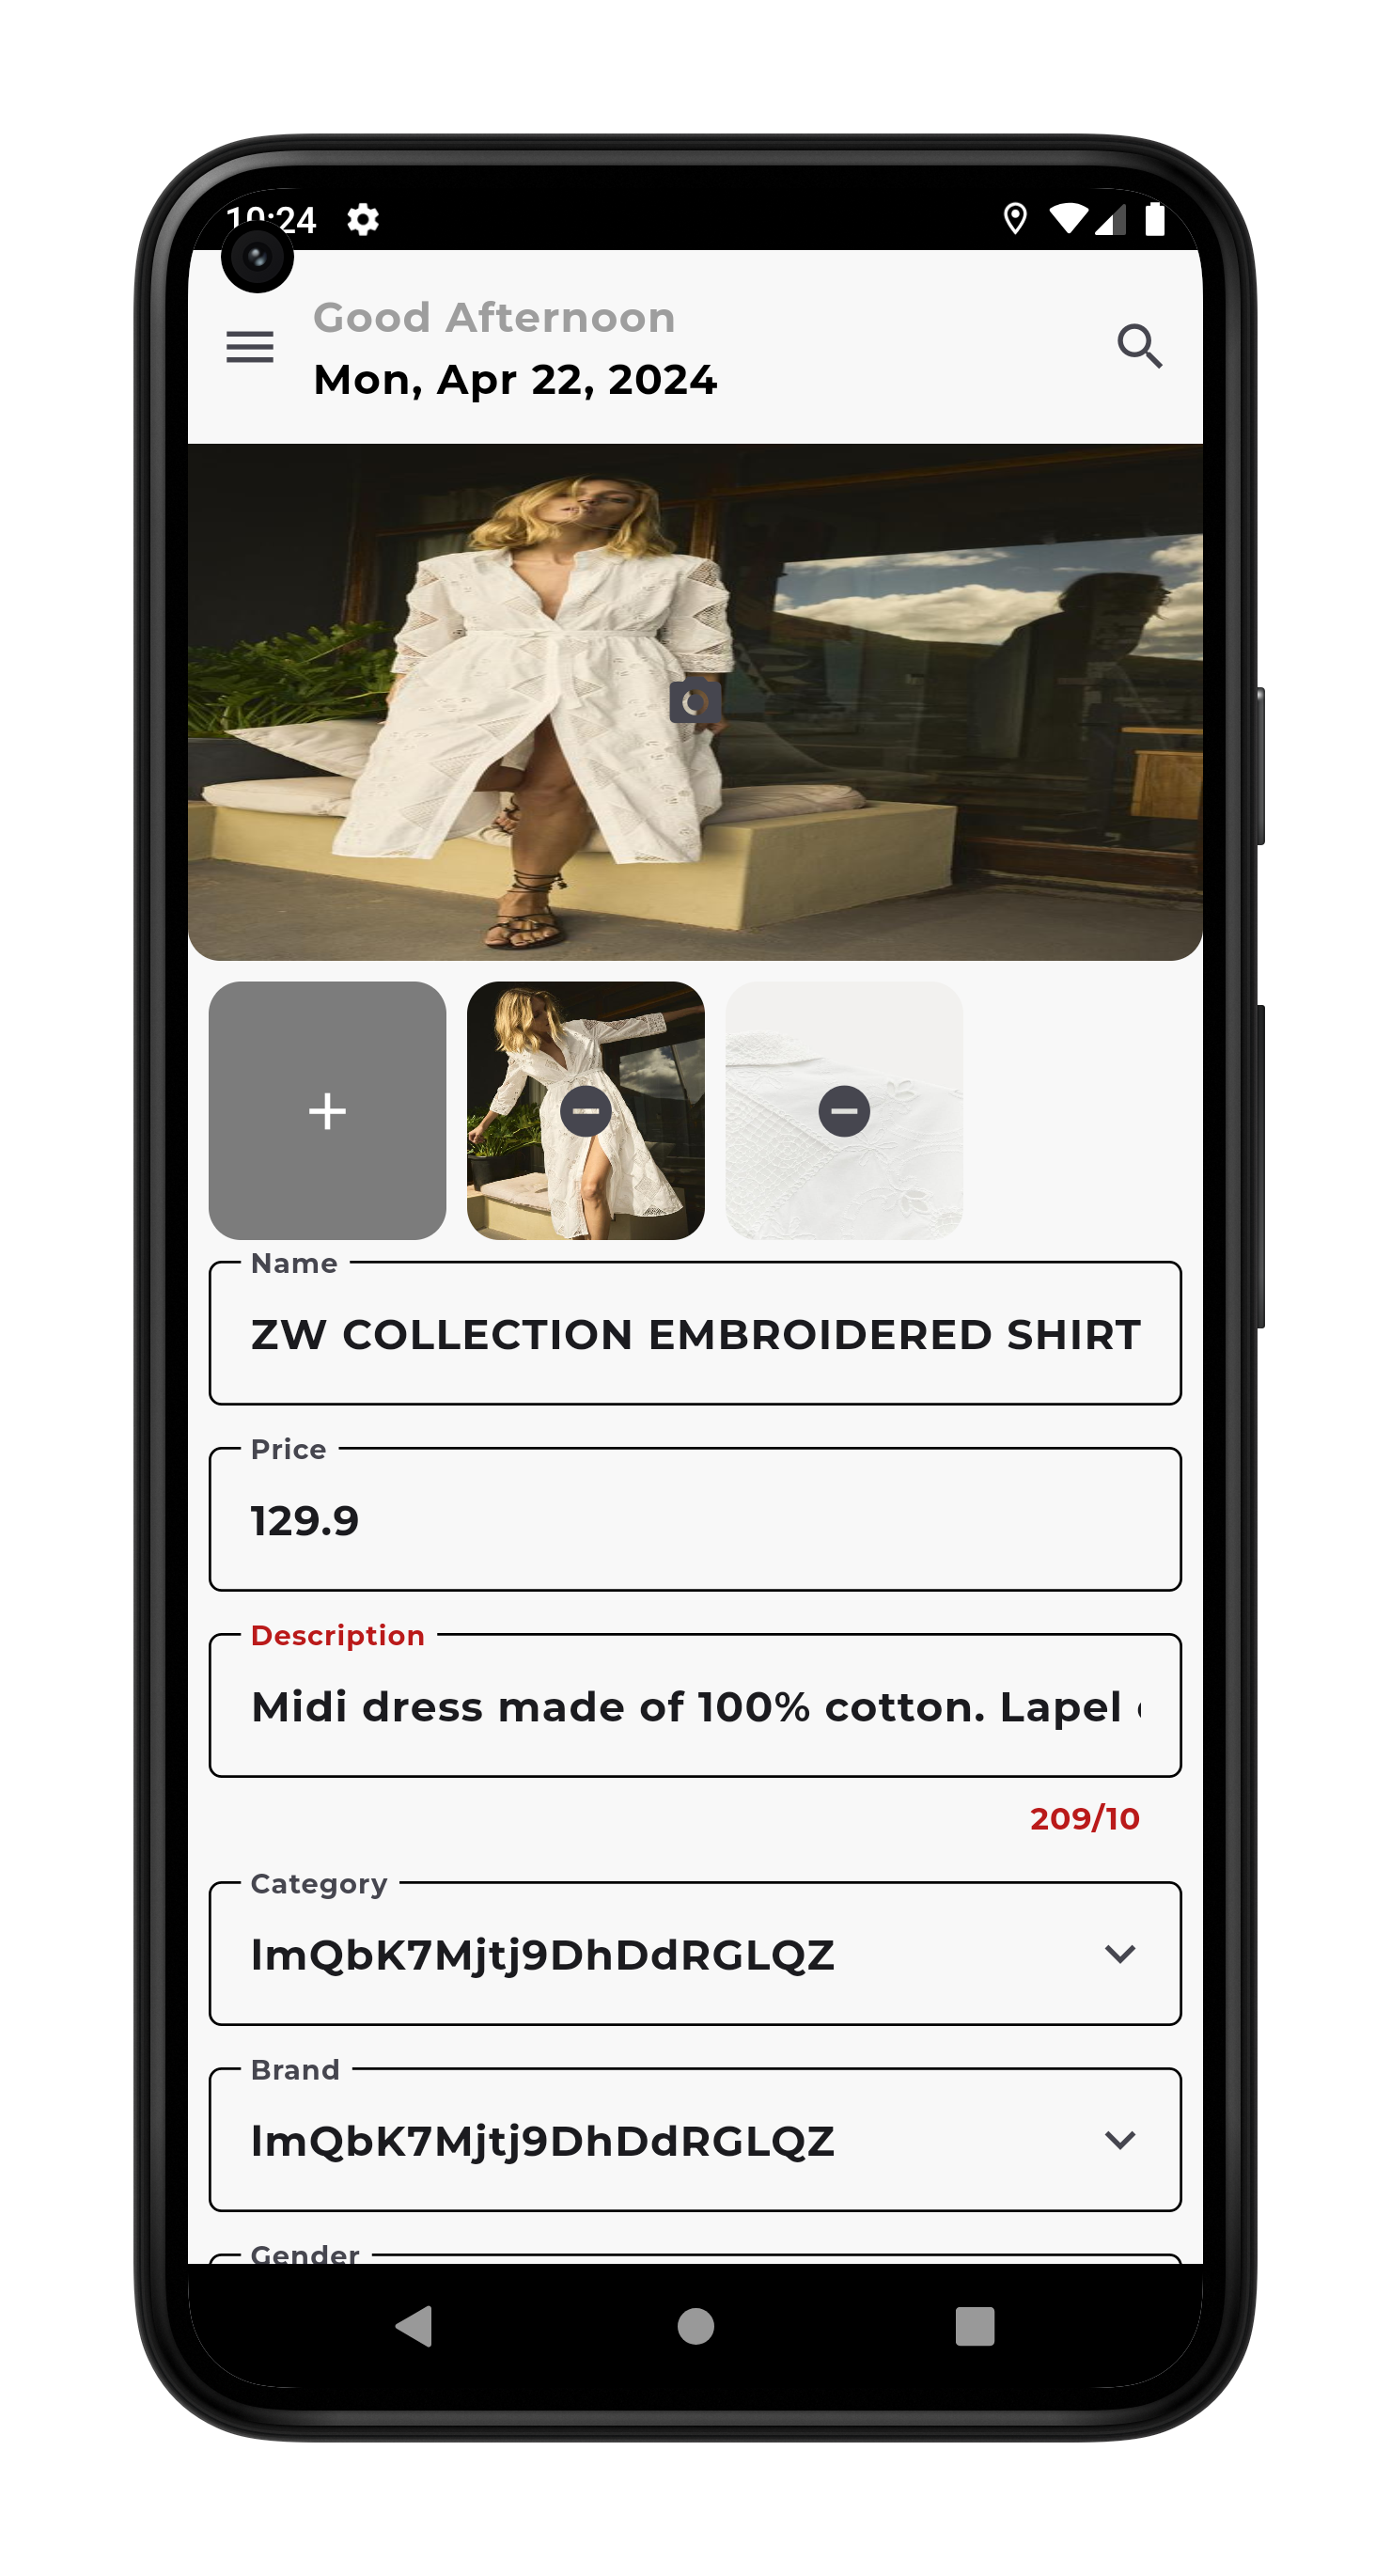 10:24
Good Afternoon
Mon, Apr 22, 2024
Name
ZW COLLECTION EMBROIDERED SHIRT
Price
129.9
Description
Midi dress made of 100% cotton. Lapel
209/10
Category
lmQbK7Mjtj9DhDdRGLQZ
Brand
lmQbK7Mjtj9DhDdRGLQZ
Gender